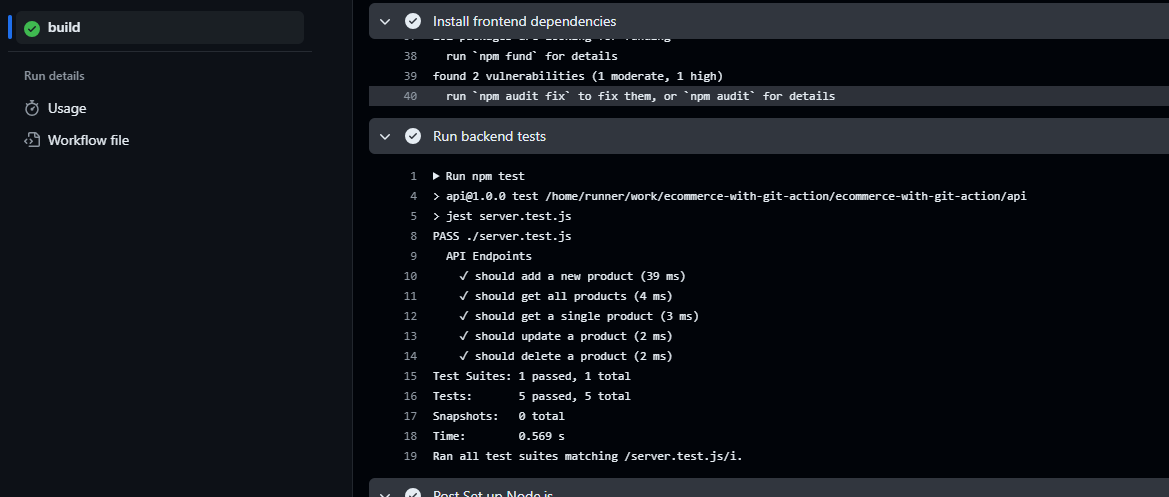 build
Run details
Usage
Workflow file
Install frontend dependencies
38 run `npm fund` for details
39 found 2 vulnerabilities (1 moderate, 1 high)
40 run `npm audit fix` to fix them, or `npm audit` for details
Run backend tests
1 ▶ Run npm test
4 > api@1.0.0 test /home/runner/work/ecommerce-with-git-action/ecommerce-with-git-action/api
5 > jest server.test.js
8 PASS ./server.test.js
9 API Endpoints
10 ✓ should add a new product (39 ms)
11 ✓ should get all products (4 ms)
12 ✓ should get a single product (3 ms)
13 ✓ should update a product (2 ms)
14 ✓ should delete a product (2 ms)
15 Test Suites: 1 passed, 1 total
16 Tests: 5 passed, 5 total
17 Snapshots: 0 total
18 Time: 0.569 s
19 Ran all test suites matching /server.test.js/i.
Post Set up Node.js